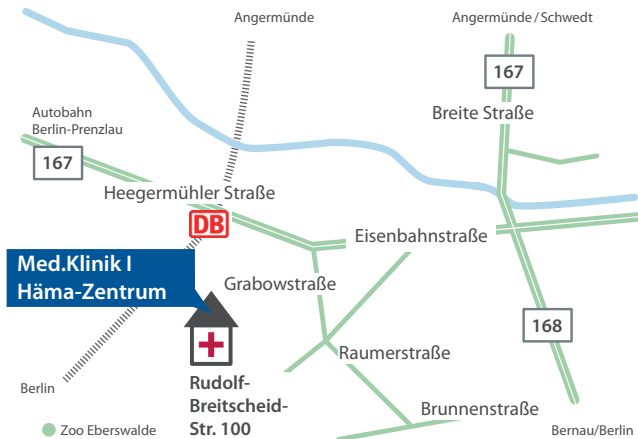 Angermünde
Angermünde/Schwedt
167
Breite Straße
Autobahn
Berlin-Prenzlau
167
Heegermühler Straße
DB
Eisenbahnstraße
Med.Klinik I
Häma-Zentrum
Grabowstraße
168
Raumerstraße
Berlin
Rudolf-
Breitscheid-
Str. 100
Brunnenstraße
Zoo Eberswalde
Bernau/Berlin